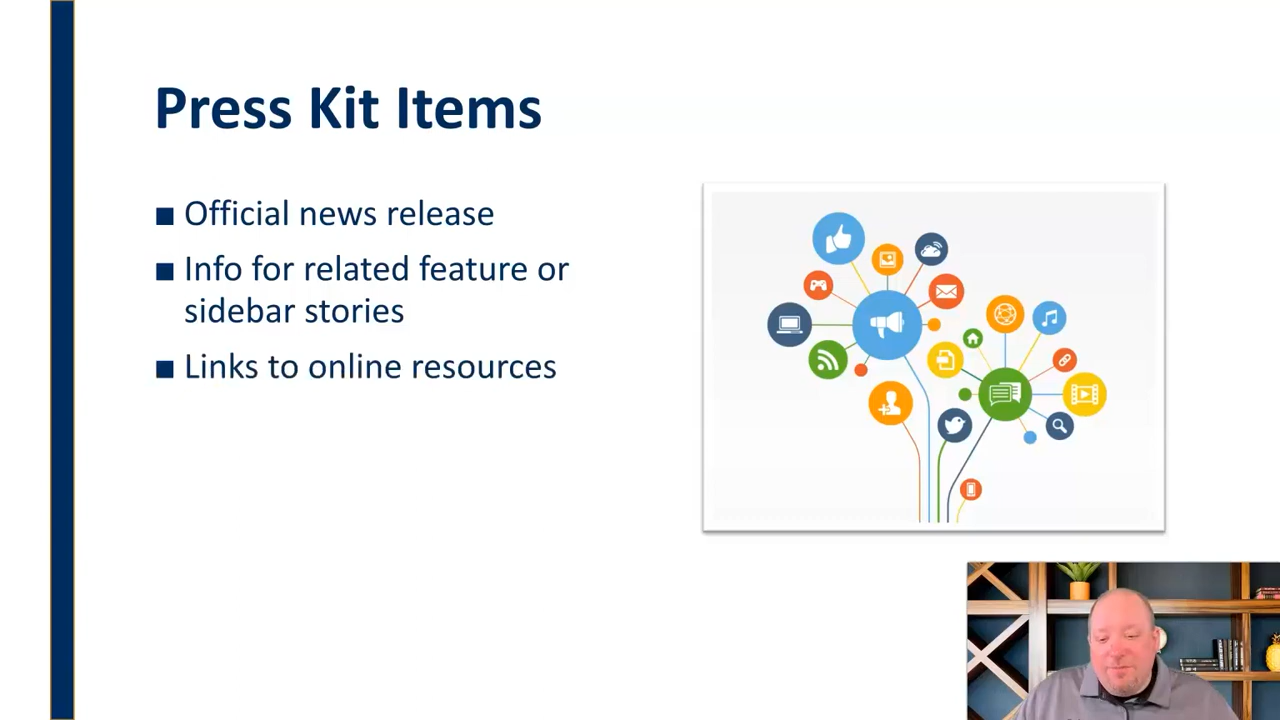 Press Kit Items
■ Official news release
■ Info for related feature or
sidebar stories
■ Links to online resources